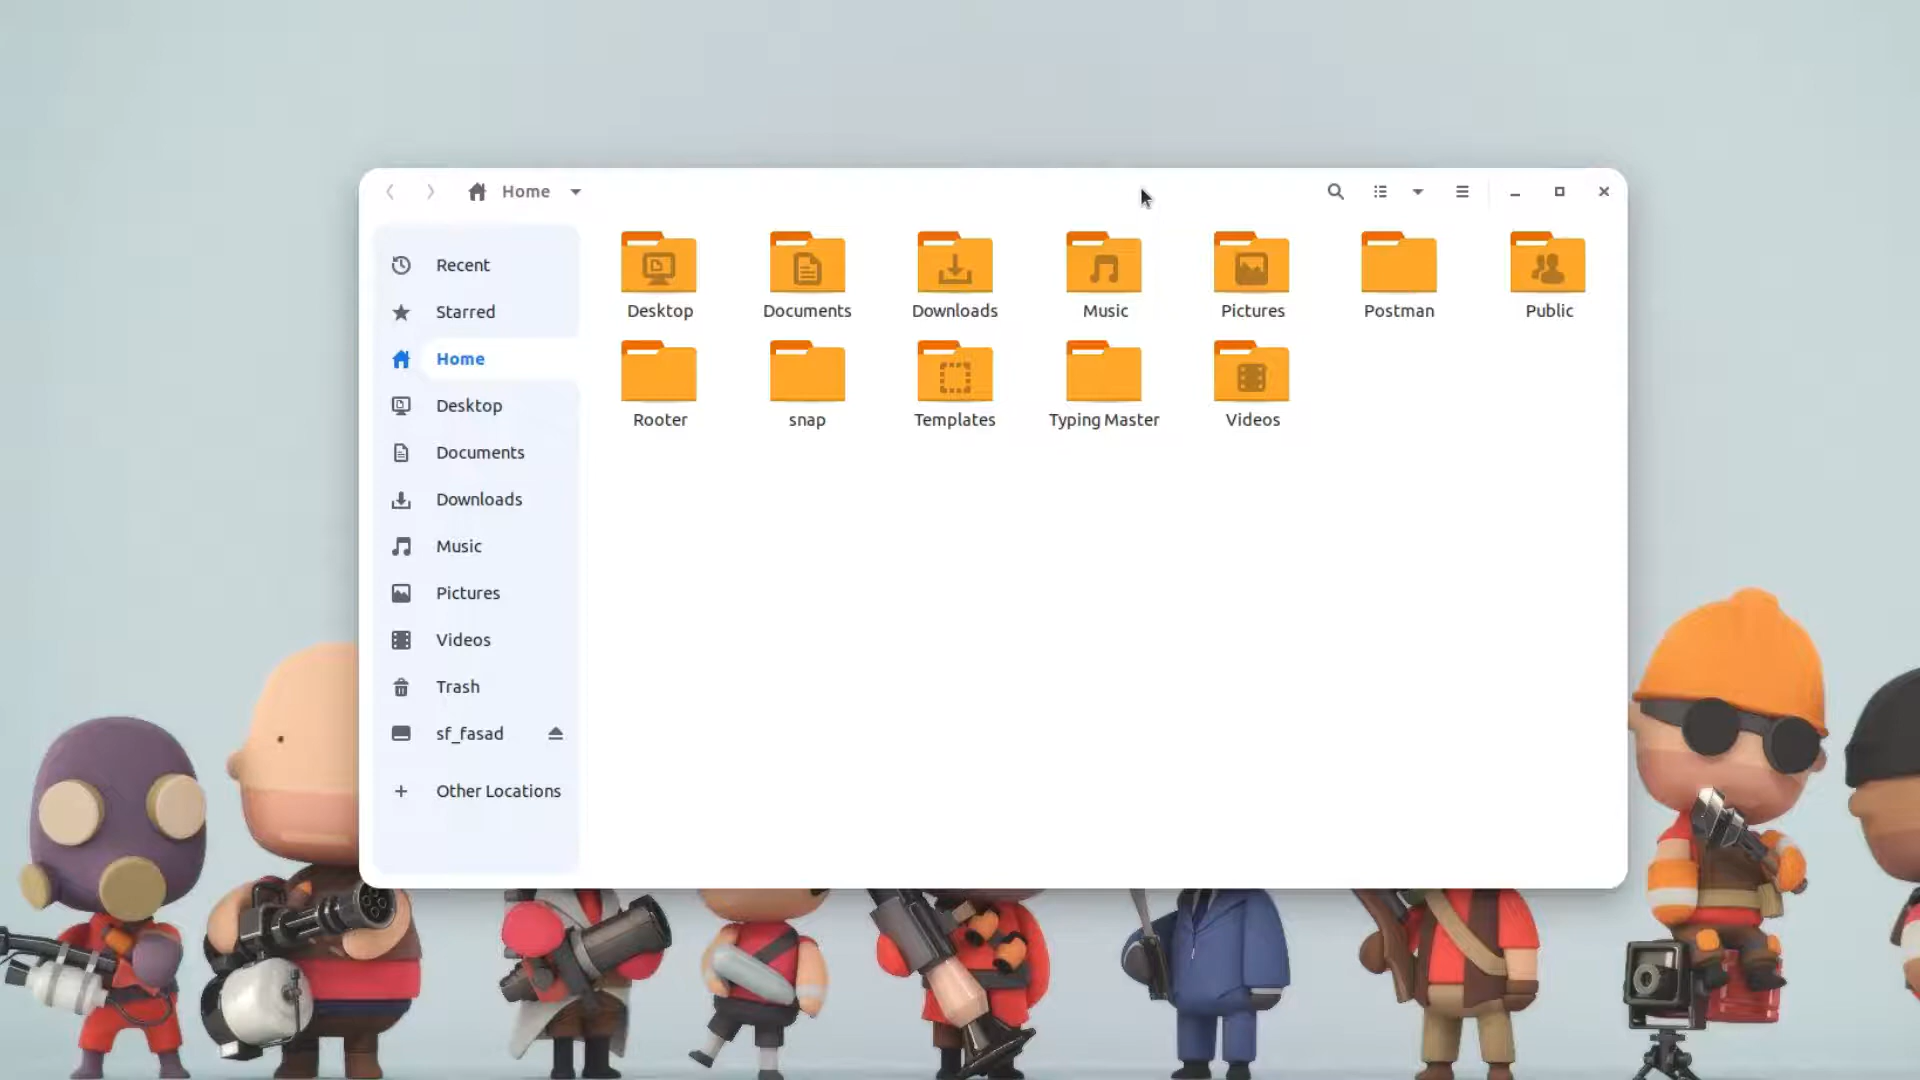 Home
Recent
Starred
Home
Desktop
Documents
Downloads
Music
Pictures
Videos
Trash
sf_fasad
Other Locations
Desktop Documents Downloads Music Pictures Postman Public
Rooter snap Templates Typing Master Videos